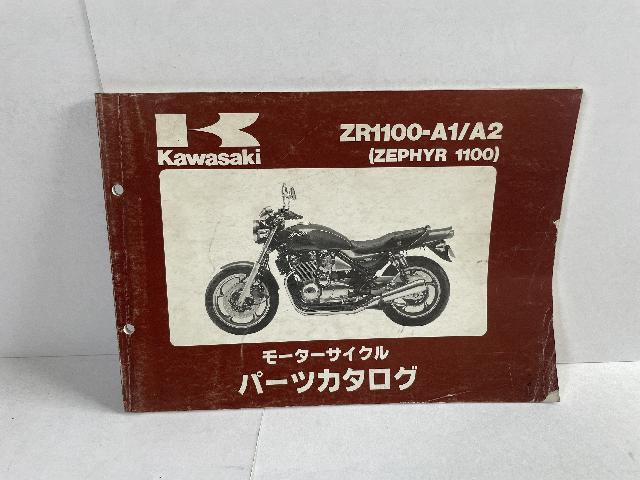 Kawasaki
ZR1100-A1/A2
(ZEPHYR 1100)
モーターサイクル
パーツカタログ